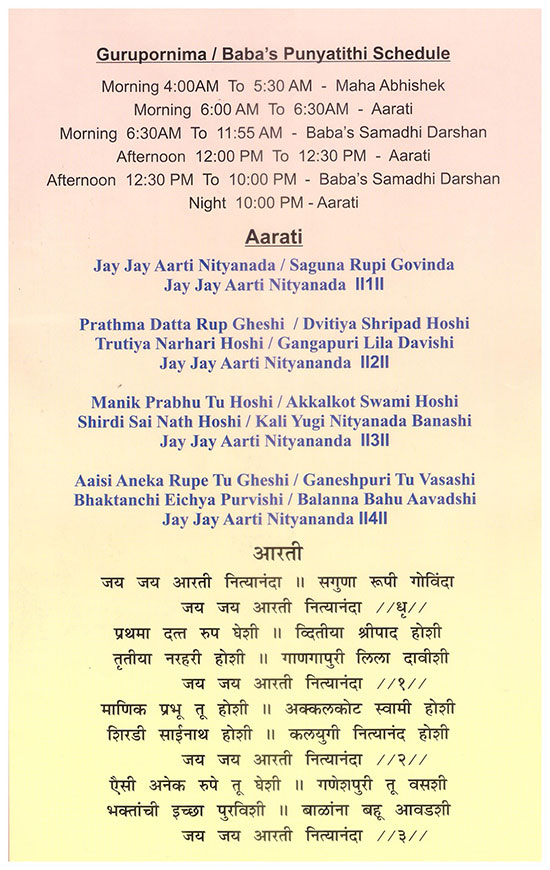 Gurupornima / Baba's Punyatithi Schedule
Morning 4:00AM To 5:30 AM - Maha Abhishek
Morning 6:00 AM To 6:30AM - Aarati
Morning 6:30AM To 11:55 AM - Baba's Samadhi Darshan
Afternoon 12:00 PM To 12:30 PM - Aarati
Afternoon 12:30 PM To 10:00 PM - Baba's Samadhi Darshan
Night 10:00 PM - Aarati
Aarati
Jay Jay Aarti Nityanada / Saguna Rupi Govinda
Jay Jay Aarti Nityanada II1II
Prathma Datta Rup Gheshi / Dvitiya Shripad Hoshi
Trutiya Narhari Hoshi / Gangapuri Lila Davishi
Jay Jay Aarti Nityananda II2II
Manik Prabhu Tu Hoshi / Akkalkot Swami Hoshi
Shirdi Sai Nath Hoshi / Kali Yugi Nityanada Banashi
Jay Jay Aarti Nityananda II3II
Aaisi Aneka Rupe Tu Gheshi / Ganeshpuri Tu Vasashi
Bhaktanchi Eichya Purvishi / Balanna Bahu Aavadshi
Jay Jay Aarti Nityananda II4II
आरती
जय जय आरती नित्यानंदा ॥ सगुणा रूपी गोविंदा
जय जय आरती नित्यानंदा //धृ//
प्रथमा दत्त रुप घेशी ॥ व्दितीया श्रीपाद होशी
तृतीया नरहरी होशी ॥ गाणगापुरी लिला दावीशी
जय जय आरती नित्यानंदा //१//
माणिक प्रभू तू होशी ॥ अक्कलकोट स्वामी होशी
शिरडी साईनाथ होशी ॥ कलयुगी नित्यानंद होशी
जय जय आरती नित्यानंदा //२//
ऐसी अनेक रुपे तू घेशी ॥ गणेशपुरी तू वसशी
भक्तांची इच्छा पुरविशी ॥ बाळांना बहू आवडशी
जय जय आरती नित्यानंदा //३//